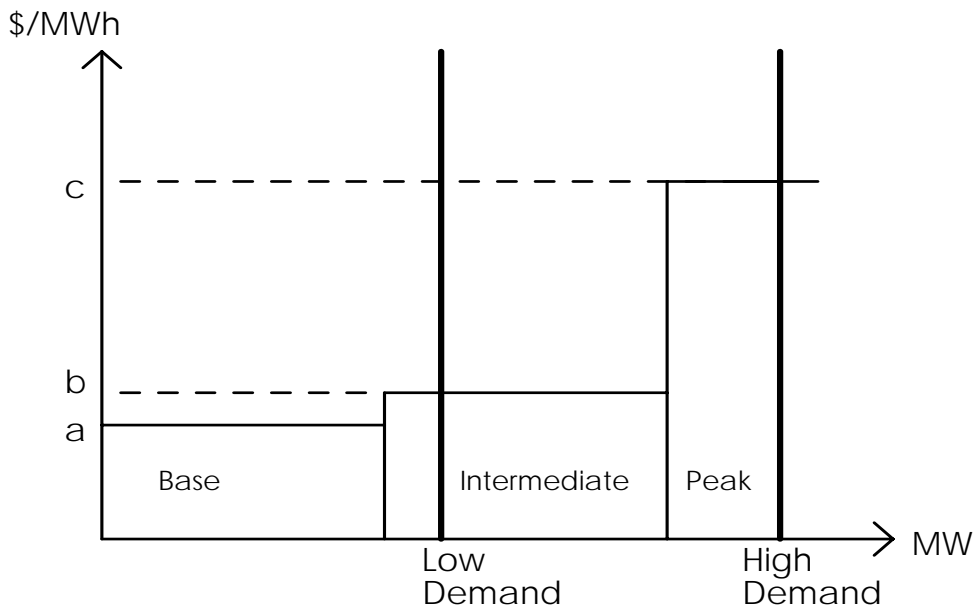 $/MWh
c
b
a
Base
Intermediate
Peak
MW
Low
Demand
High
Demand